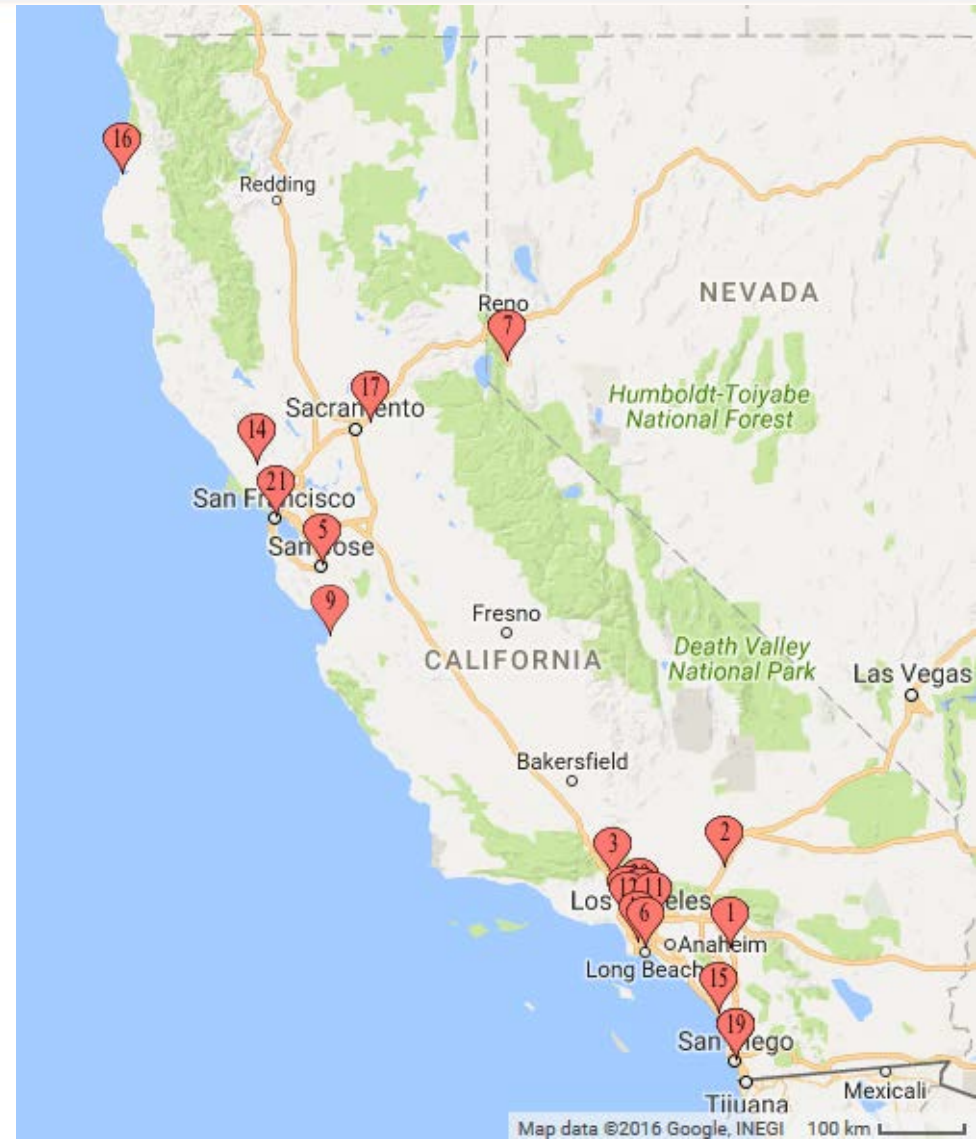 16
Redding
NEVADA
Reno
7
Humboldt-Toiyabe
National Forest
17
Sacramento
14
21
San Francisco
5
San Jose
9
Fresno
CALIFORNIA
Death Valley
National Park
Las Vegas
Bakersfield
2
3
11
Los Angeles
1
6
Anaheim
Long Beach
15
19
San Diego
Tijuana
Mexicali
Map data ©2016 Google, INEGI 100 km